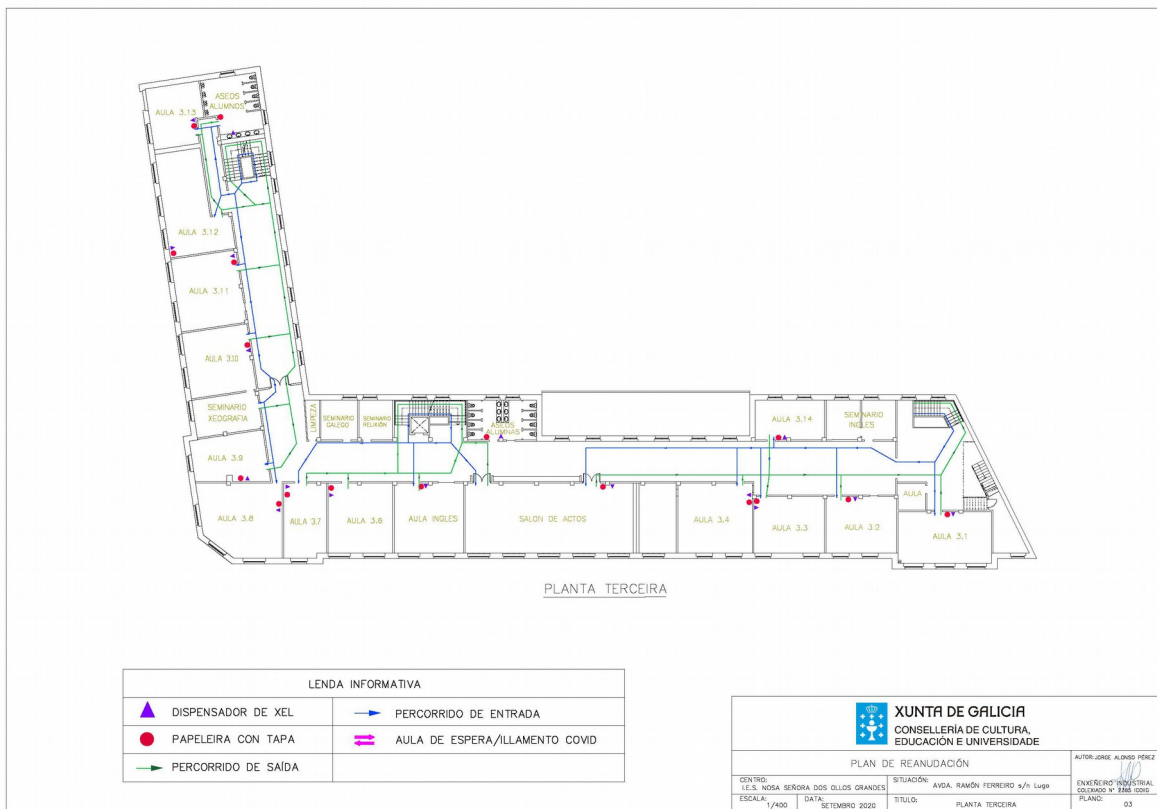 AULA 3.13
ASEOS
ALUMNOS
AULA 3.12
AULA 3.11
AULA 3.10
SEMINARIO
XEOGRAFIA
AULA 3.9
LIMPEZA
SEMINARIO
GALEGO
SEMINARIO
RELIXIÓN
ASEOS
ALUMNAS
AULA 3.14
SEMINARIO
INGLES
AULA
AULA 3.8
AULA 3.7
AULA 3.6
AULA INGLES
SALON DE ACTOS
AULA 3.4
AULA 3.3
AULA 3.2
AULA 3.1
PLANTA TERCEIRA
LENDA INFORMATIVA
DISPENSADOR DE XEL
PERCORRIDO DE ENTRADA
PAPELEIRA CON TAPA
AULA DE ESPERA/ILLAMENTO COVID
PERCORRIDO DE SAÍDA
XUNTA DE GALICIA
CONSELLERÍA DE CULTURA,
EDUCACIÓN E UNIVERSIDADE
PLAN DE REANUDACIÓN
AUTOR: JORGE ALONSO PÉREZ
ENXEÑEIRO INDUSTRIAL
COLEXIADO Nº
CENTRO:
I.E.S. NOSA SEÑORA DOS OLLOS GRANDES
SITUACIÓN:
AVDA. RAMÓN FERREIRO s/n Lugo
ESCALA:
1/400
DATA:
SETEMBRO 2020
TÍTULO:
PLANTA TERCEIRA
PLANO:
03